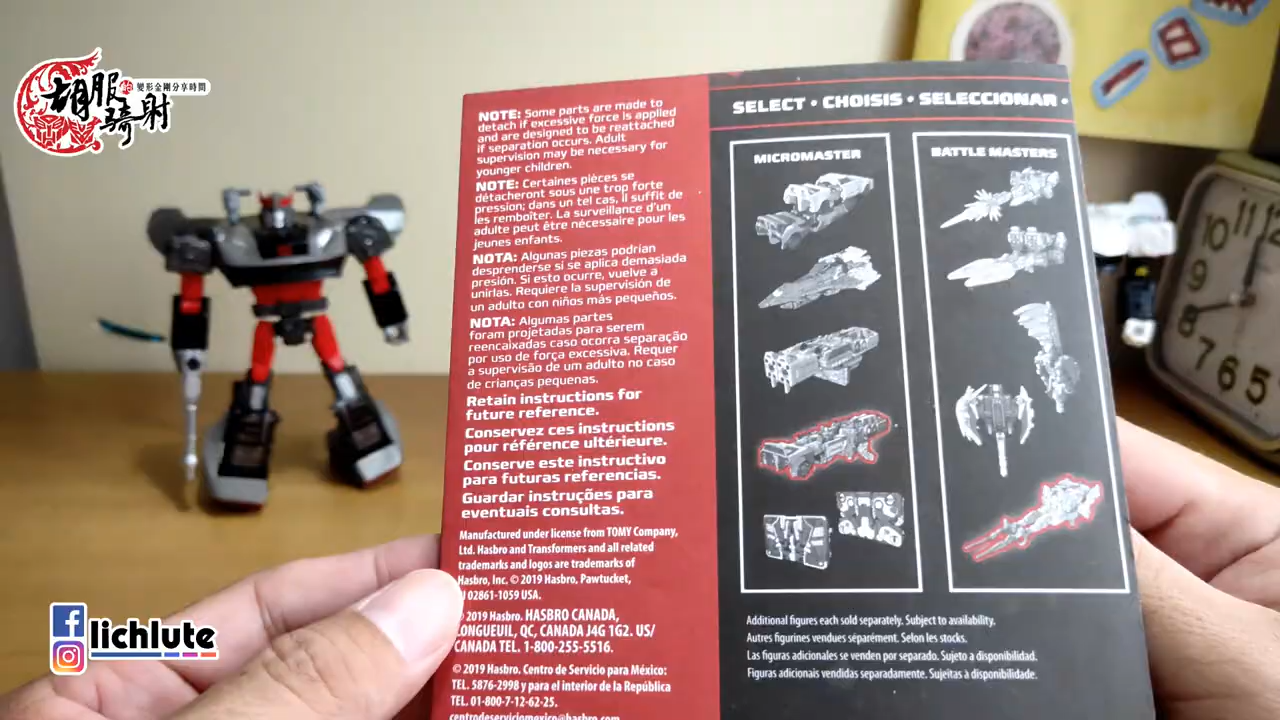 胡服
的
變形金剛分享時間
騎射
日
NOTE: Some parts are made to
detach if excessive force is applied
and are designed to be reattached
if separation occurs. Adult
supervision may be necessary for
younger children.
NOTE: Certaines pièces se
détacheront sous une trop forte
pression; dans un tel cas, il suffit de
les remboîter. La surveillance d'un
adulte peut être nécessaire pour les
jeunes enfants.
NOTA: Algunas piezas podrían
desprenderse si se aplica demasiada
presión. Si esto ocurre, vuelve a
unirlas. Requiere la supervisión de
un adulto con niños más pequeños.
NOTA: Algumas partes
foram projetadas para serem
reencaixadas caso ocorra separação
por uso de força excessiva. Requer
a supervisão de um adulto no caso
de crianças pequenas.
Retain instructions for
future reference.
Conservez ces instructions
pour référence ultérieure.
Conserve este instructivo
para futuras referencias.
Guardar instruções para
eventuais consultas.
Manufactured under license from TOMY Company,
Ltd. Hasbro and Transformers and all related
trademarks and logos are trademarks of
Hasbro, Inc. © 2019 Hasbro, Pawtucket,
02861-1059 USA.
2019 Hasbro. HASBRO CANADA,
LONGUEUIL, QC, CANADA J4G 1G2. US/
CANADA TEL. 1-800-255-5516.
© 2019 Hasbro. Centro de Servicio para México:
TEL. 5876-2998 y para el interior de la República
TEL. 01-800-7-12-62-25.
centrodeserviciomexico@hasbro.com
SELECT • CHOISIS • SELECCIONAR •
MICROMASTER
BATTLE MASTERS
Additional figures each sold separately. Subject to availability.
Autres figurines vendues séparément. Selon les stocks.
Las figuras adicionales se venden por separado. Sujeto a disponibilidad.
Figuras adicionais vendidas separadamente. Sujeitas à disponibilidade.
10 11 12
9
8
7 6 5
lichlute